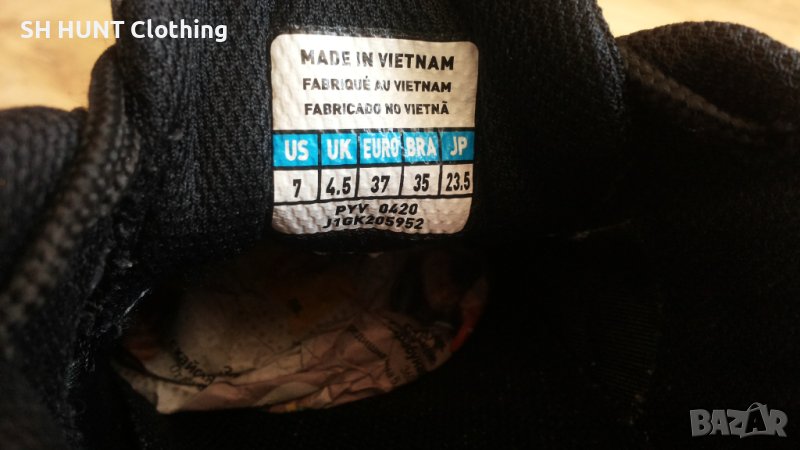 SH HUNT Clothing
MADE IN VIETNAM
FABRIQUÉ AU VIETNAM
FABRICADO NO VIETNÃ
US UK EURO BRA JP
7 4.5 37 35 23.5
PYV 0420
J1GK205952
BAZAR